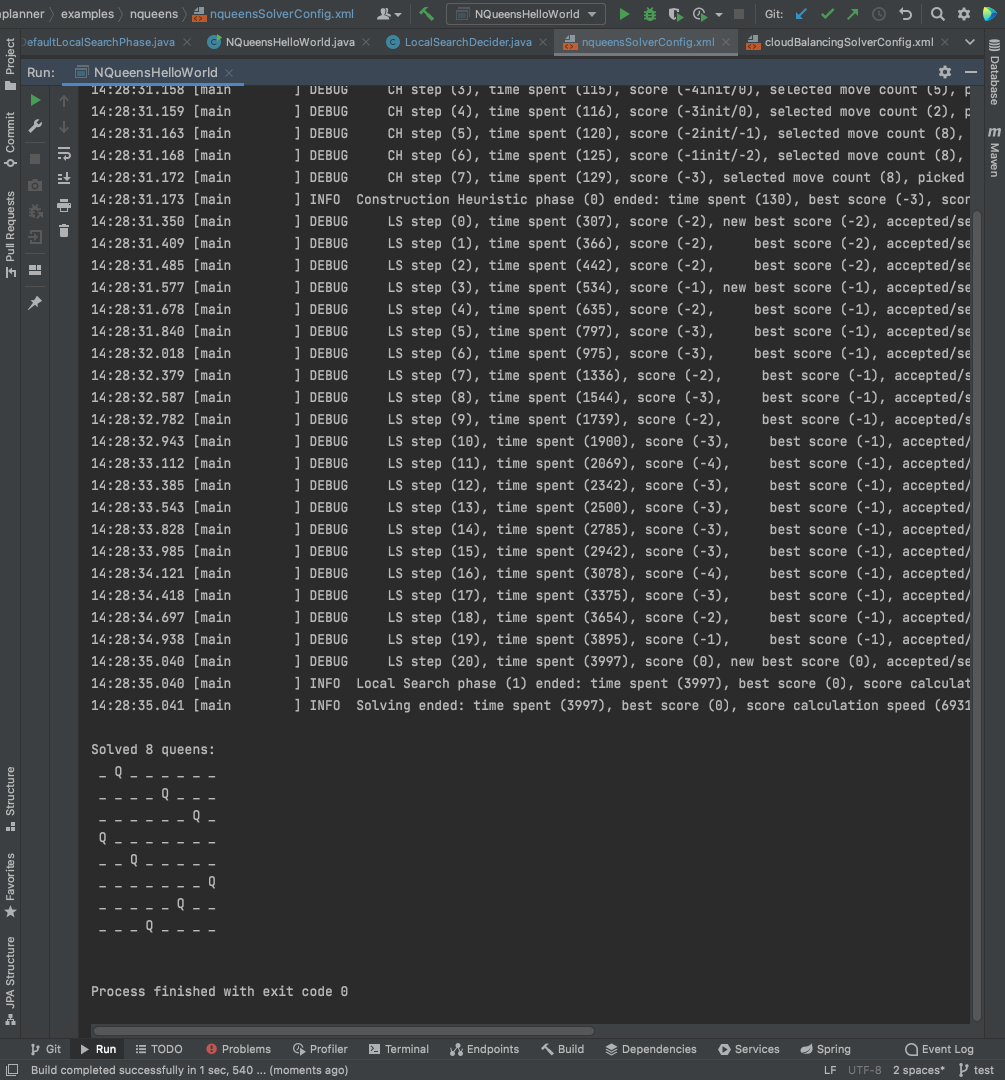 planner
examples
nqueens
nqueensSolverConfig.xml
NQueensHelloWorld
Git:
DefaultLocalSearchPhase.java
NQueensHelloWorld.java
LocalSearchDecider.java
nqueensSolverConfig.xml
cloudBalancingSolverConfig.xml
Run: NQueensHelloWorld
Project
Commit
Pull Requests
Structure
Favorites
JPA Structure
Database
m Maven
14:28:31.158 [main        ] DEBUG     CH step (3), time spent (115), score (-4init/0), selected move count (5), p
14:28:31.159 [main        ] DEBUG     CH step (4), time spent (116), score (-3init/0), selected move count (2), p
14:28:31.163 [main        ] DEBUG     CH step (5), time spent (120), score (-2init/-1), selected move count (8),
14:28:31.168 [main        ] DEBUG     CH step (6), time spent (125), score (-1init/-2), selected move count (8),
14:28:31.172 [main        ] DEBUG     CH step (7), time spent (129), score (-3), selected move count (8), picked
14:28:31.173 [main        ] INFO  Construction Heuristic phase (0) ended: time spent (130), best score (-3), scor
14:28:31.350 [main        ] DEBUG     LS step (0), time spent (307), score (-2), new best score (-2), accepted/se
14:28:31.409 [main        ] DEBUG     LS step (1), time spent (366), score (-2),     best score (-2), accepted/se
14:28:31.485 [main        ] DEBUG     LS step (2), time spent (442), score (-2),     best score (-2), accepted/se
14:28:31.577 [main        ] DEBUG     LS step (3), time spent (534), score (-1), new best score (-1), accepted/se
14:28:31.678 [main        ] DEBUG     LS step (4), time spent (635), score (-2),     best score (-1), accepted/se
14:28:31.840 [main        ] DEBUG     LS step (5), time spent (797), score (-3),     best score (-1), accepted/se
14:28:32.018 [main        ] DEBUG     LS step (6), time spent (975), score (-3),     best score (-1), accepted/se
14:28:32.379 [main        ] DEBUG     LS step (7), time spent (1336), score (-2),     best score (-1), accepted/s
14:28:32.587 [main        ] DEBUG     LS step (8), time spent (1544), score (-3),     best score (-1), accepted/s
14:28:32.782 [main        ] DEBUG     LS step (9), time spent (1739), score (-2),     best score (-1), accepted/s
14:28:32.943 [main        ] DEBUG     LS step (10), time spent (1900), score (-3),     best score (-1), accepted/
14:28:33.112 [main        ] DEBUG     LS step (11), time spent (2069), score (-4),     best score (-1), accepted/
14:28:33.385 [main        ] DEBUG     LS step (12), time spent (2342), score (-3),     best score (-1), accepted/
14:28:33.543 [main        ] DEBUG     LS step (13), time spent (2500), score (-3),     best score (-1), accepted/
14:28:33.828 [main        ] DEBUG     LS step (14), time spent (2785), score (-3),     best score (-1), accepted/
14:28:33.985 [main        ] DEBUG     LS step (15), time spent (2942), score (-3),     best score (-1), accepted/
14:28:34.121 [main        ] DEBUG     LS step (16), time spent (3078), score (-4),     best score (-1), accepted/
14:28:34.418 [main        ] DEBUG     LS step (17), time spent (3375), score (-3),     best score (-1), accepted/
14:28:34.697 [main        ] DEBUG     LS step (18), time spent (3654), score (-2),     best score (-1), accepted/
14:28:34.938 [main        ] DEBUG     LS step (19), time spent (3895), score (-1),     best score (-1), accepted/
14:28:35.040 [main        ] DEBUG     LS step (20), time spent (3997), score (0), new best score (0), accepted/se
14:28:35.040 [main        ] INFO  Local Search phase (1) ended: time spent (3997), best score (0), score calculat
14:28:35.041 [main        ] INFO  Solving ended: time spent (3997), best score (0), score calculation speed (6931
Solved 8 queens:
_ Q _ _ _ _ _ _
_ _ _ _ Q _ _ _
_ _ _ _ _ _ Q _
Q _ _ _ _ _ _ _
_ _ Q _ _ _ _ _
_ _ _ _ _ _ _ Q
_ _ _ _ _ Q _ _
_ _ _ Q _ _ _ _
Process finished with exit code 0
Git
Run
TODO
Problems
Profiler
Terminal
Endpoints
Build
Dependencies
Services
Spring
Event Log
Build completed successfully in 1 sec, 540 ... (moments ago)
LF
UTF-8
2 spaces*
test